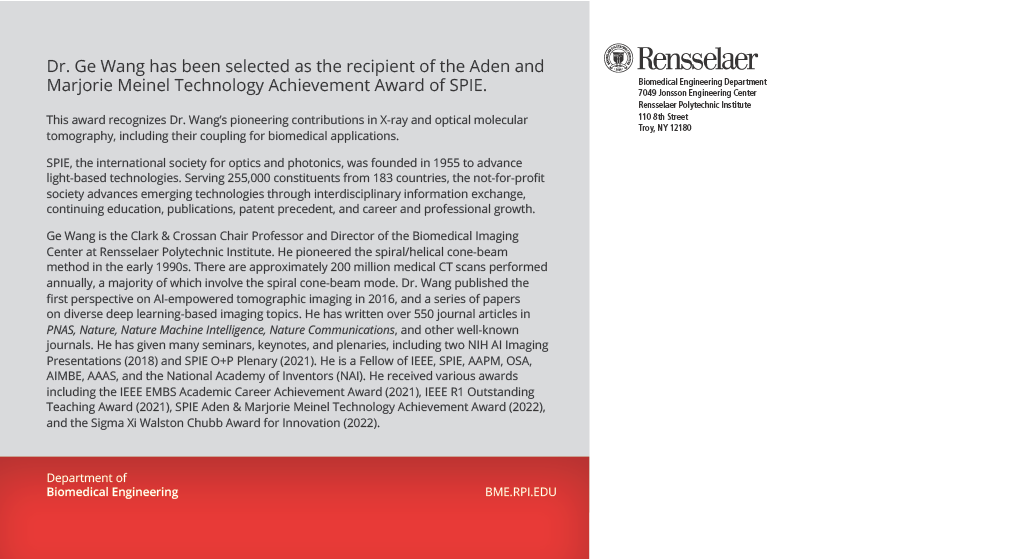 Dr. Ge Wang has been selected as the recipient of the Aden and
Marjorie Meinel Technology Achievement Award of SPIE.
This award recognizes Dr. Wang's pioneering contributions in X-ray and optical molecular
tomography, including their coupling for biomedical applications.
SPIE, the international society for optics and photonics, was founded in 1955 to advance
light-based technologies. Serving 255,000 constituents from 183 countries, the not-for-profit
society advances emerging technologies through interdisciplinary information exchange,
continuing education, publications, patent precedent, and career and professional growth.
Ge Wang is the Clark & Crossan Chair Professor and Director of the Biomedical Imaging
Center at Rensselaer Polytechnic Institute. He pioneered the spiral/helical cone-beam
method in the early 1990s. There are approximately 200 million medical CT scans performed
annually, a majority of which involve the spiral cone-beam mode. Dr. Wang published the
first perspective on AI-empowered tomographic imaging in 2016, and a series of papers
on diverse deep learning-based imaging topics. He has written over 550 journal articles in
PNAS, Nature, Nature Machine Intelligence, Nature Communications, and other well-known
journals. He has given many seminars, keynotes, and plenaries, including two NIH AI Imaging
Presentations (2018) and SPIE O+P Plenary (2021). He is a Fellow of IEEE, SPIE, AAPM, OSA,
AIMBE, AAAS, and the National Academy of Inventors (NAI). He received various awards
including the IEEE EMBS Academic Career Achievement Award (2021), IEEE R1 Outstanding
Teaching Award (2021), SPIE Aden & Marjorie Meinel Technology Achievement Award (2022),
and the Sigma Xi Walston Chubb Award for Innovation (2022).
Department of
Biomedical Engineering
BME.RPI.EDU
Rensselaer
Biomedical Engineering Department
7049 Jonsson Engineering Center
Rensselaer Polytechnic Institute
110 8th Street
Troy, NY 12180